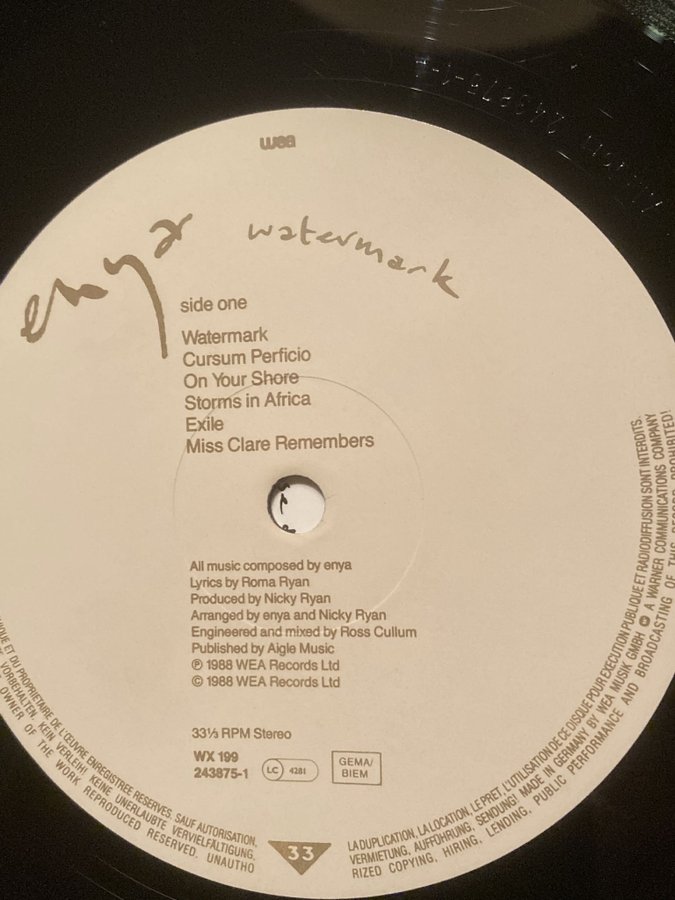 wea
enya
watermark
side one
Watermark
Cursum Perficio
On Your Shore
Storms in Africa
Exile
Miss Clare Remembers
All music composed by enya
Lyrics by Roma Ryan
Produced by Nicky Ryan
Arranged by enya and Nicky Ryan
Engineered and mixed by Ross Cullum
Published by Aigle Music
℗ 1988 WEA Records Ltd
© 1988 WEA Records Ltd
33⅓ RPM Stereo
WX 199
243875-1
LC 4281
GEMA/
BIEM
33
ET DU PROPRIETAIRE DE L'ŒUVRE ENREGISTREE RESERVES. SAUF AUTORISATION,
LA DUPLICATION, LA LOCATION, LE PRET, L'UTILISATION DE CE DISQUE POUR EXECUTION PUBLIQUE ET RADIODIFFUSION SONT INTERDITS.
VORBEHALTEN. KEIN VERLEIH! KEINE UNERLAUBTE VERVIELFÄLTIGUNG,
VERMIETUNG, AUFFÜHRUNG, SENDUNG! MADE IN GERMANY BY WEA MUSIK GMBH A WARNER COMMUNICATIONS COMPANY
OWNER OF THE WORK REPRODUCED RESERVED. UNAUTHO
RIZED COPYING, HIRING, LENDING, PUBLIC PERFORMANCE AND BROADCASTING OF THIS RECORD PROHIBITED!